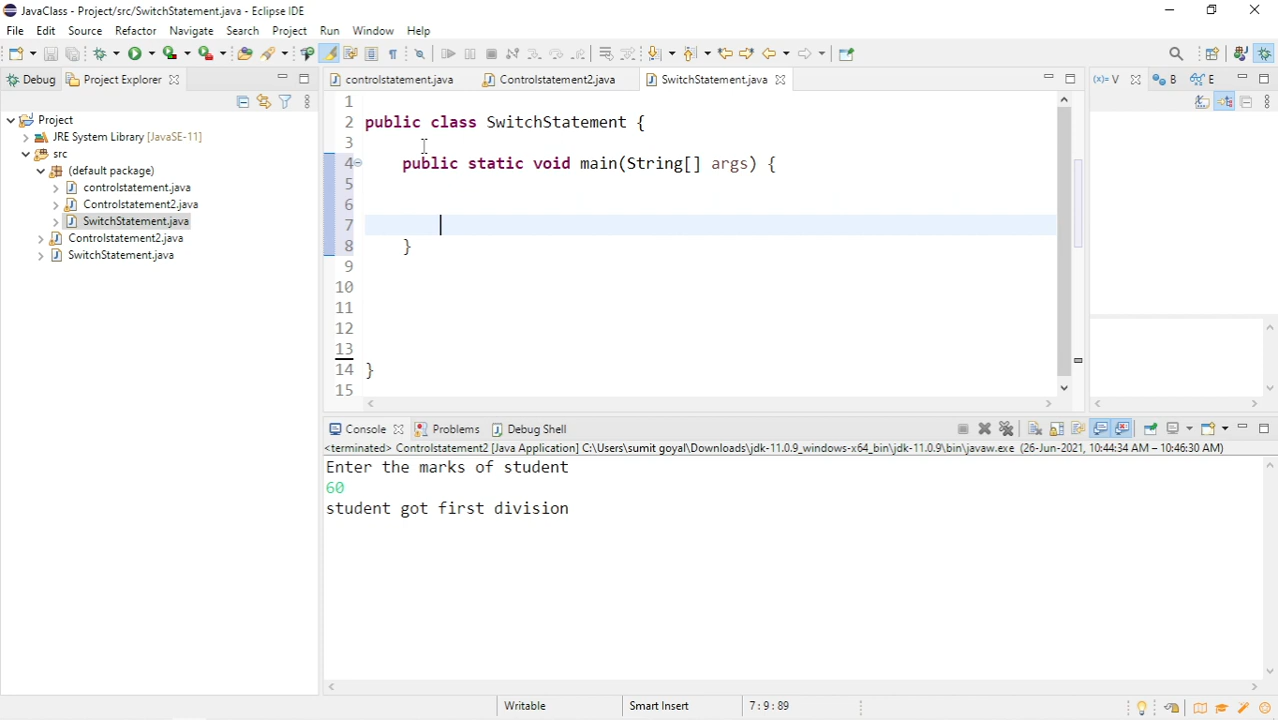 JavaClass - Project/src/SwitchStatement.java - Eclipse IDE
File Edit Source Refactor Navigate Search Project Run Window Help
Debug Project Explorer
controlstatement.java Controlstatement2.java SwitchStatement.java
(x)= V B E
Project
JRE System Library [JavaSE-11]
src
(default package)
controlstatement.java
Controlstatement2.java
SwitchStatement.java
Controlstatement2.java
SwitchStatement.java
1
2 public class SwitchStatement {
3
4 public static void main(String[] args) {
5
6
7
8 }
9
10
11
12
13
14 }
15
Console Problems Debug Shell
<terminated> Controlstatement2 [Java Application] C:\Users\sumit goyal\Downloads\jdk-11.0.9_windows-x64_bin\jdk-11.0.9\bin\javaw.exe (26-Jun-2021, 10:44:34 AM – 10:46:30 AM)
Enter the marks of student
60
student got first division
Writable Smart Insert 7 : 9 : 89